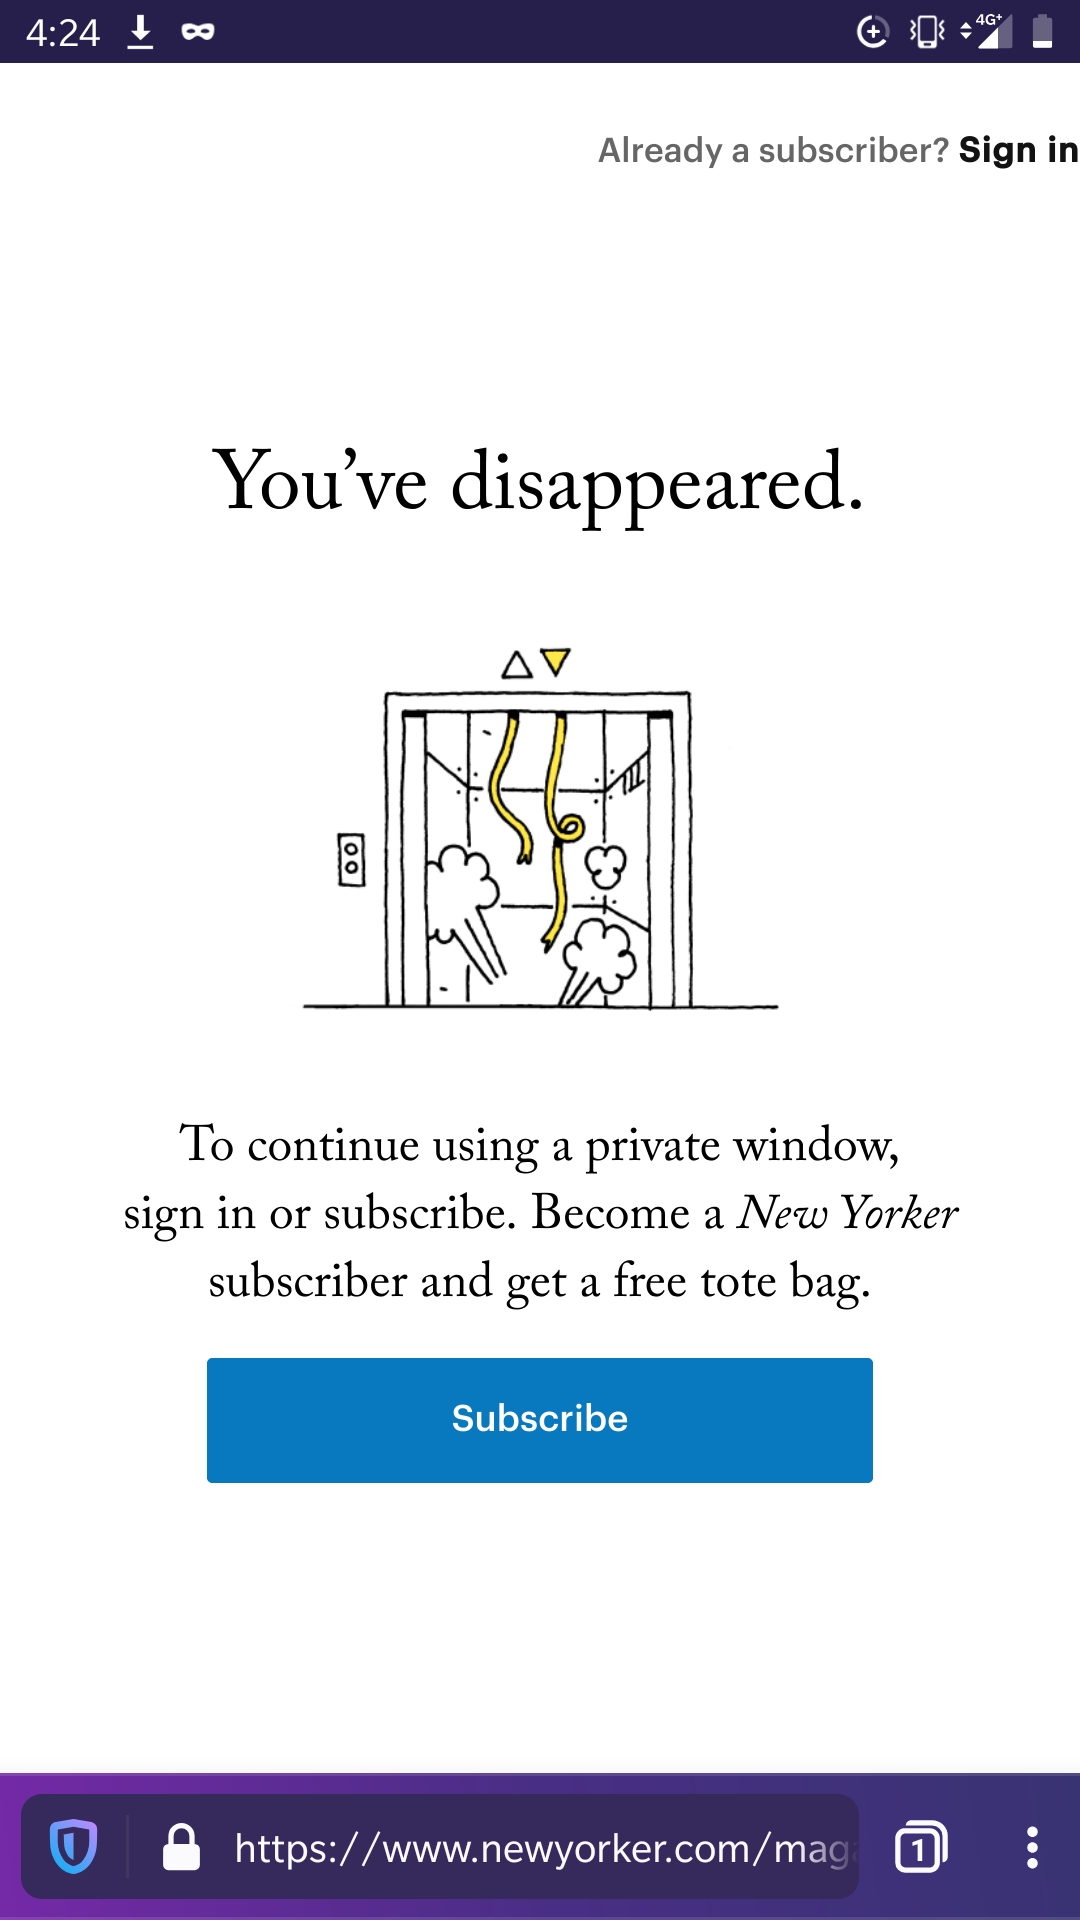 4:24
4G+
Already a subscriber? Sign in
You’ve disappeared.
To continue using a private window,
sign in or subscribe. Become a New Yorker
subscriber and get a free tote bag.
Subscribe
https://www.newyorker.com/mag
1